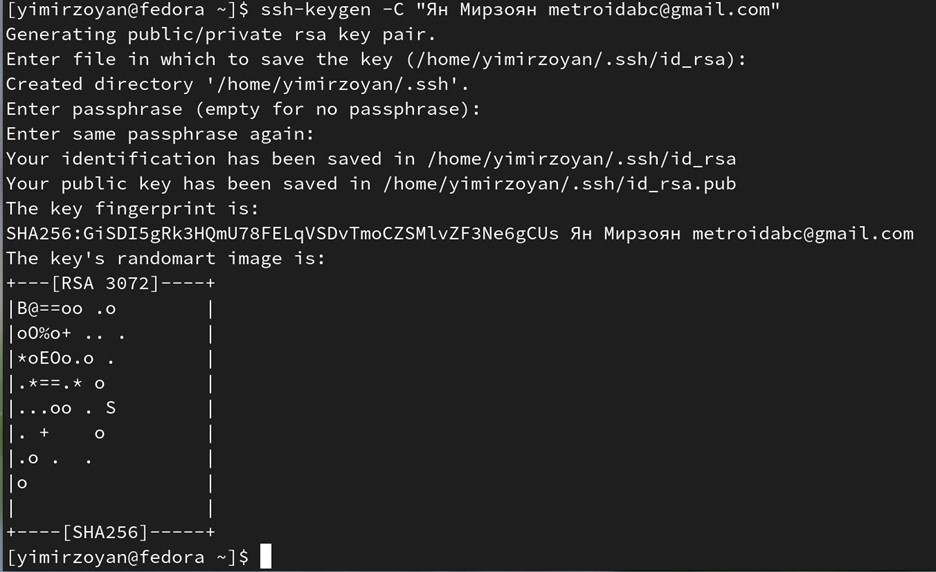 [yimirzoyan@fedora ~]$ ssh-keygen -C "Ян Мирзоян metroidabc@gmail.com"
Generating public/private rsa key pair.
Enter file in which to save the key (/home/yimirzoyan/.ssh/id_rsa):
Created directory '/home/yimirzoyan/.ssh'.
Enter passphrase (empty for no passphrase):
Enter same passphrase again:
Your identification has been saved in /home/yimirzoyan/.ssh/id_rsa
Your public key has been saved in /home/yimirzoyan/.ssh/id_rsa.pub
The key fingerprint is:
SHA256:GiSDI5gRk3HQmU78FELqVSDvTmoCZSMlvZF3Ne6gCUs Ян Мирзоян metroidabc@gmail.com
The key's randomart image is:
+---[RSA 3072]----+
|B@==oo .o        |
|oO%o+ .. .       |
|*oEOo.o .        |
|.*==.* o         |
|...oo . S        |
|. +    o         |
|.o .  .          |
|o                |
|                 |
+----[SHA256]-----+
[yimirzoyan@fedora ~]$